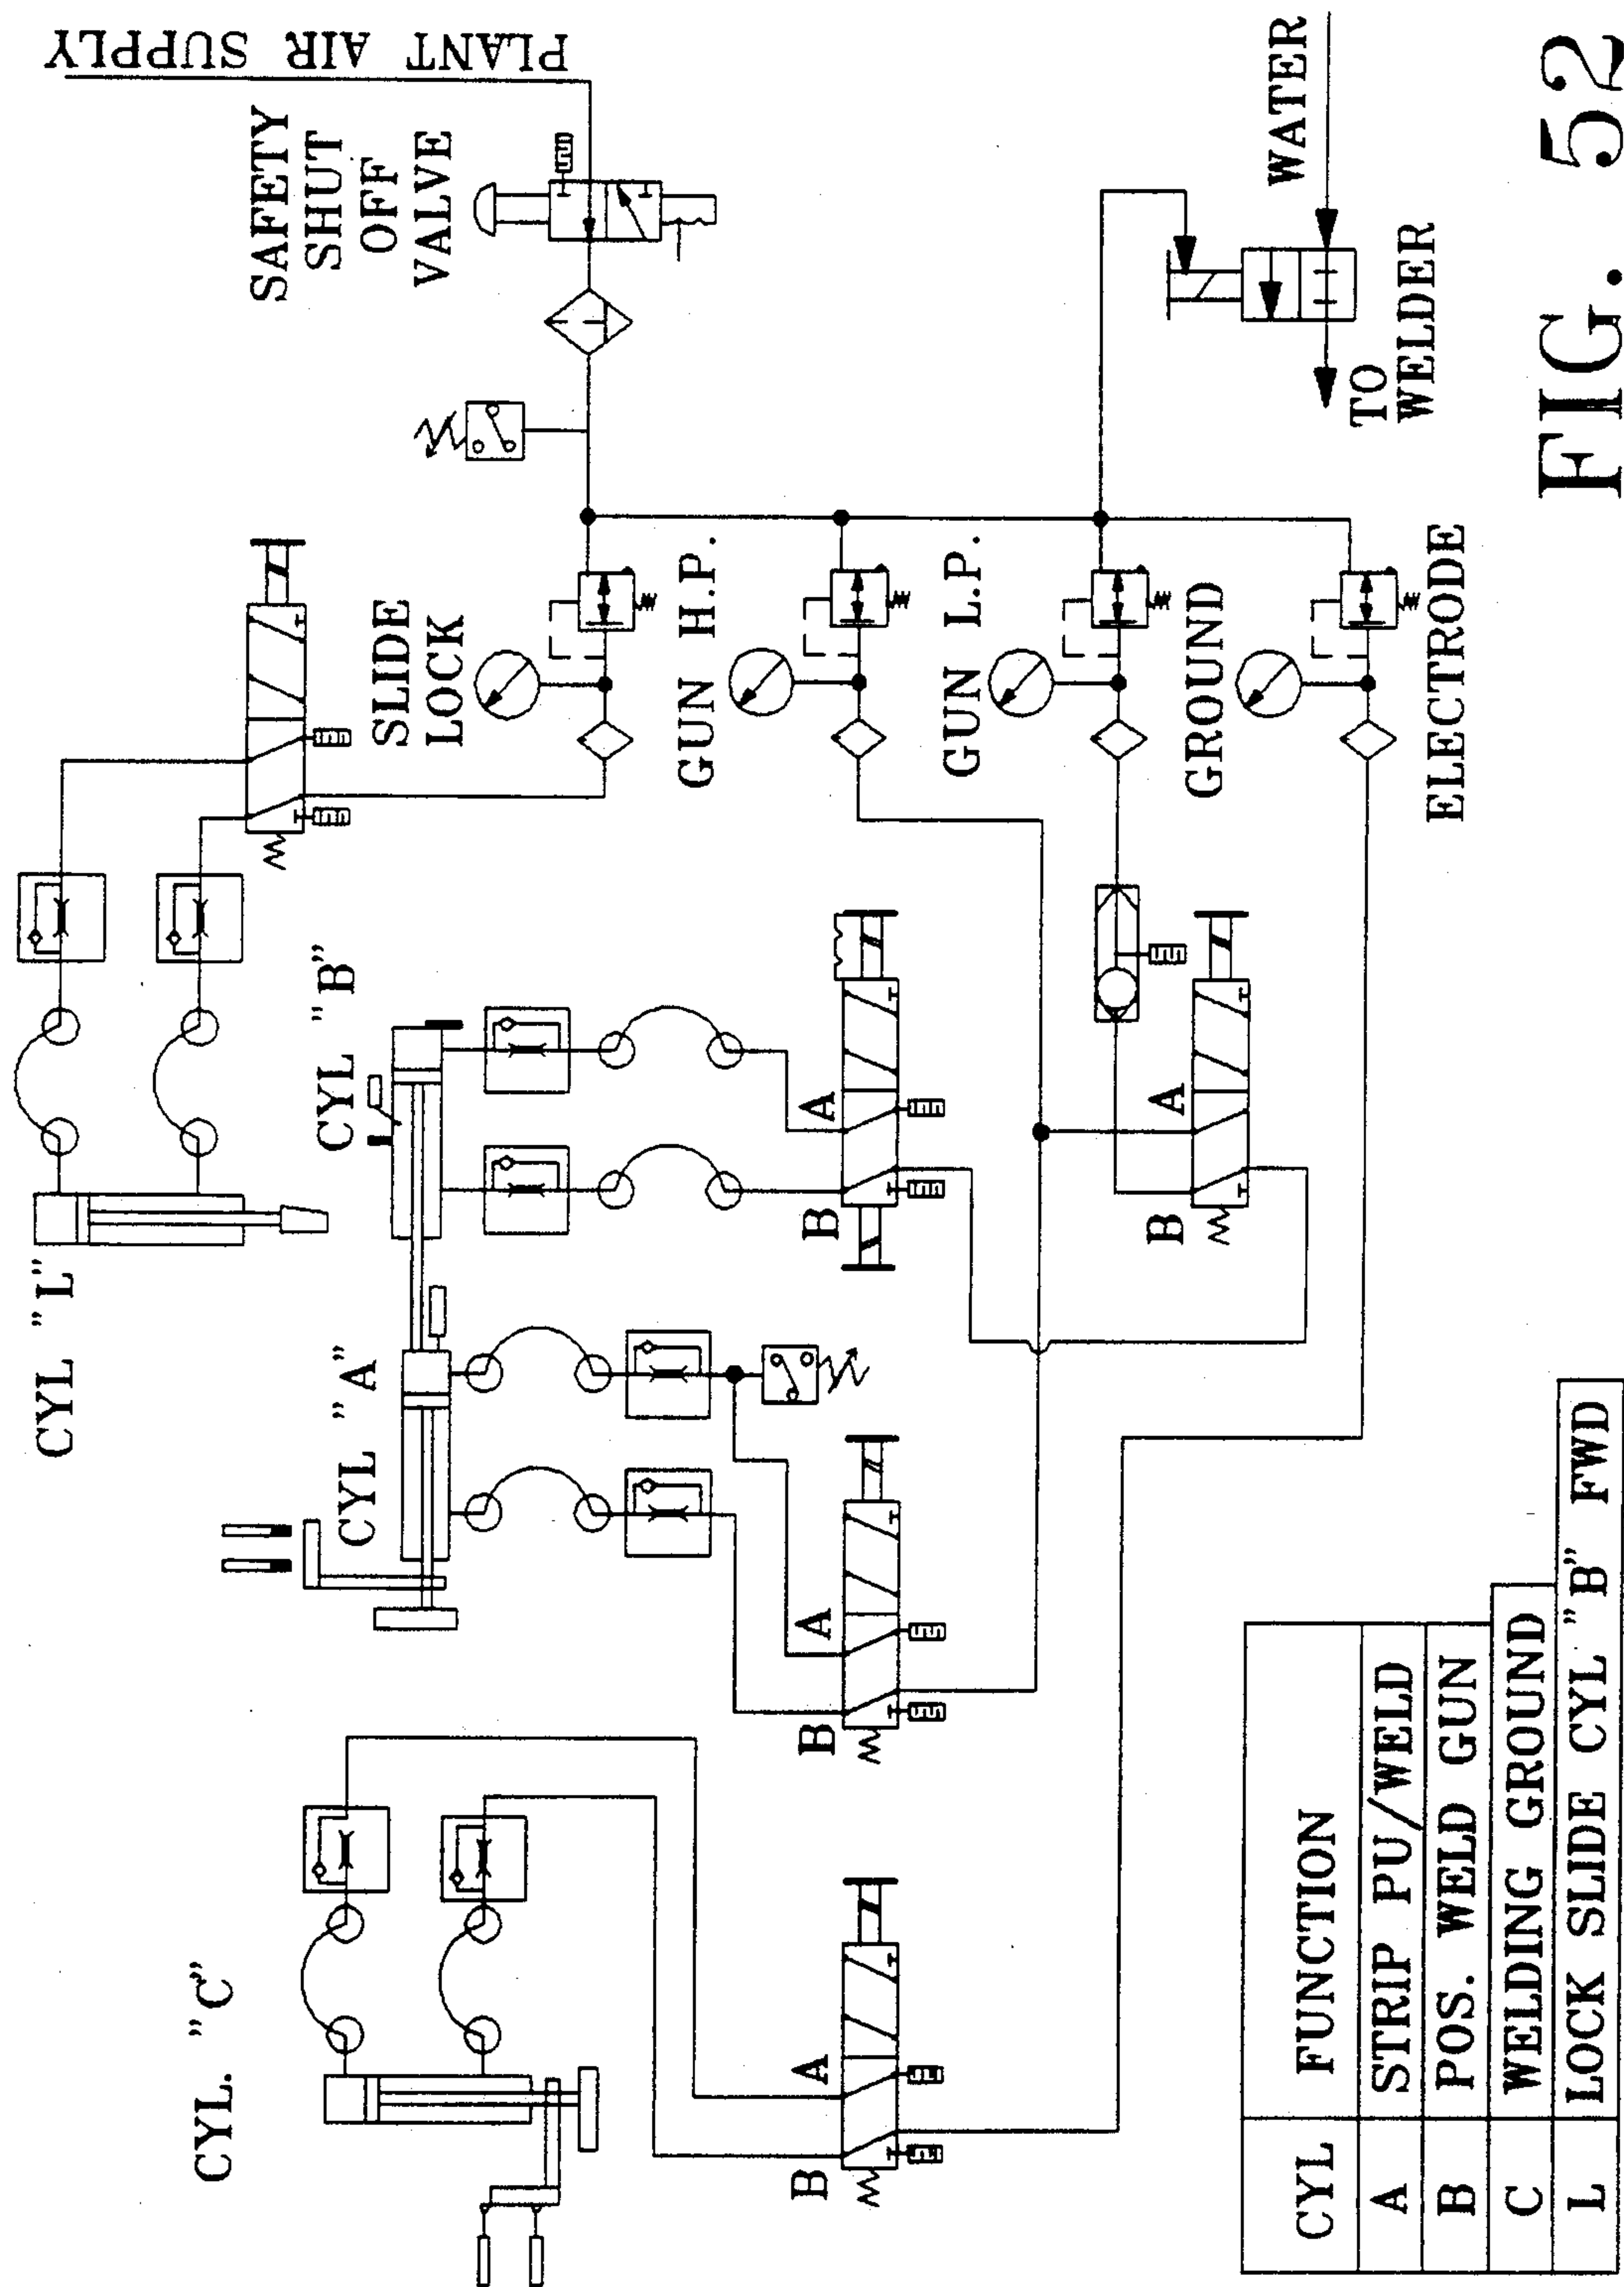 PLANT AIR SUPPLY
SAFETY
SHUT
OFF
VALVE
SLIDE
LOCK
GUN H.P.
GUN L.P.
GROUND
ELECTRODE
WATER
TO
WELDER
CYL "L"
CYL "B"
CYL "A"
CYL. "C"
A
B
A
B
A
B
A
B
CYL FUNCTION
A STRIP PU/WELD
B POS. WELD GUN
C WELDING GROUND
L LOCK SLIDE CYL "B" FWD
FIG. 52